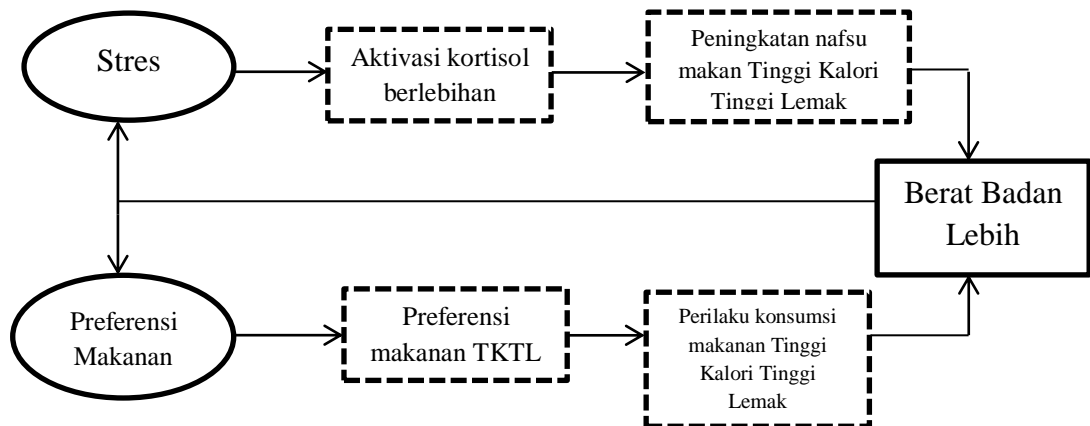 Stres
Aktivasi kortisol
berlebihan
Peningkatan nafsu
makan Tinggi Kalori
Tinggi Lemak
Berat Badan
Lebih
Preferensi
Makanan
Preferensi
makanan TKTL
Perilaku konsumsi
makanan Tinggi
Kalori Tinggi
Lemak